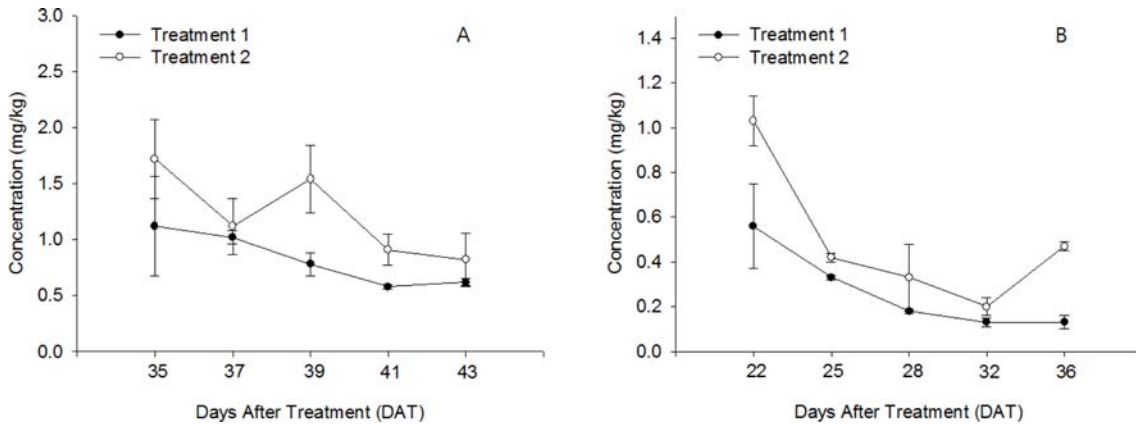 A
Treatment 1
Treatment 2
Concentration (mg/kg)
3.0
2.5
2.0
1.5
1.0
0.5
0.0
35 37 39 41 43
Days After Treatment (DAT)
B
Treatment 1
Treatment 2
Concentration (mg/kg)
1.4
1.2
1.0
0.8
0.6
0.4
0.2
0.0
22 25 28 32 36
Days After Treatment (DAT)